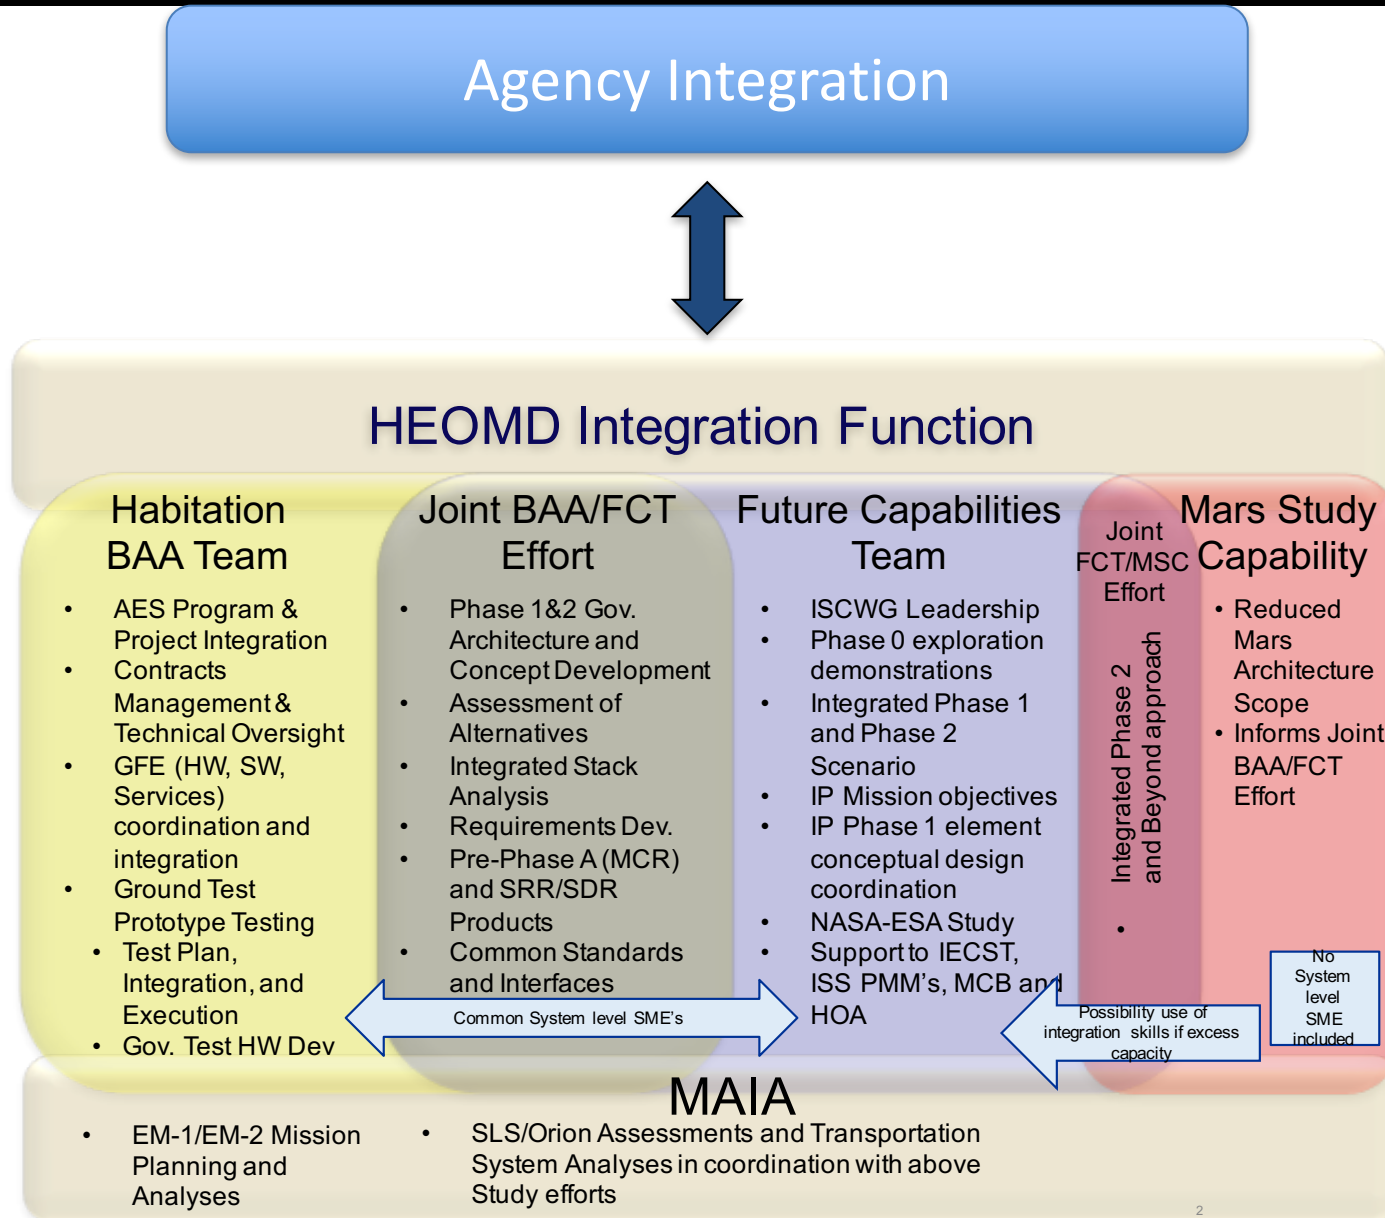 Agency Integration
HEOMD Integration Function
Habitation
BAA Team
• AES Program &
Project Integration
• Contracts
Management &
Technical Oversight
• GFE (HW, SW,
Services)
coordination and
integration
• Ground Test
Prototype Testing
• Test Plan,
Integration, and
Execution
• Gov. Test HW Dev
Joint BAA/FCT
Effort
• Phase 1&2 Gov.
Architecture and
Concept Development
• Assessment of
Alternatives
• Integrated Stack
Analysis
• Requirements Dev.
• Pre-Phase A (MCR)
and SRR/SDR
Products
• Common Standards
and Interfaces
Common System level SME's
Future Capabilities
Team
• ISCWG Leadership
• Phase 0 exploration
demonstrations
• Integrated Phase 1
and Phase 2
Scenario
• IP Mission objectives
• IP Phase 1 element
conceptual design
coordination
• NASA-ESA Study
• Support to IECST,
ISS PMM's, MCB and
HOA
Joint
FCT/MSC
Effort
• Integrated Phase 2
and Beyond approach
Mars Study
Capability
• Reduced
Mars
Architecture
Scope
• Informs Joint
BAA/FCT
Effort
No
System
level
SME
included
Possibility use of
integration skills if excess
capacity
MAIA
• EM-1/EM-2 Mission
Planning and
Analyses
• SLS/Orion Assessments and Transportation
System Analyses in coordination with above
Study efforts
2